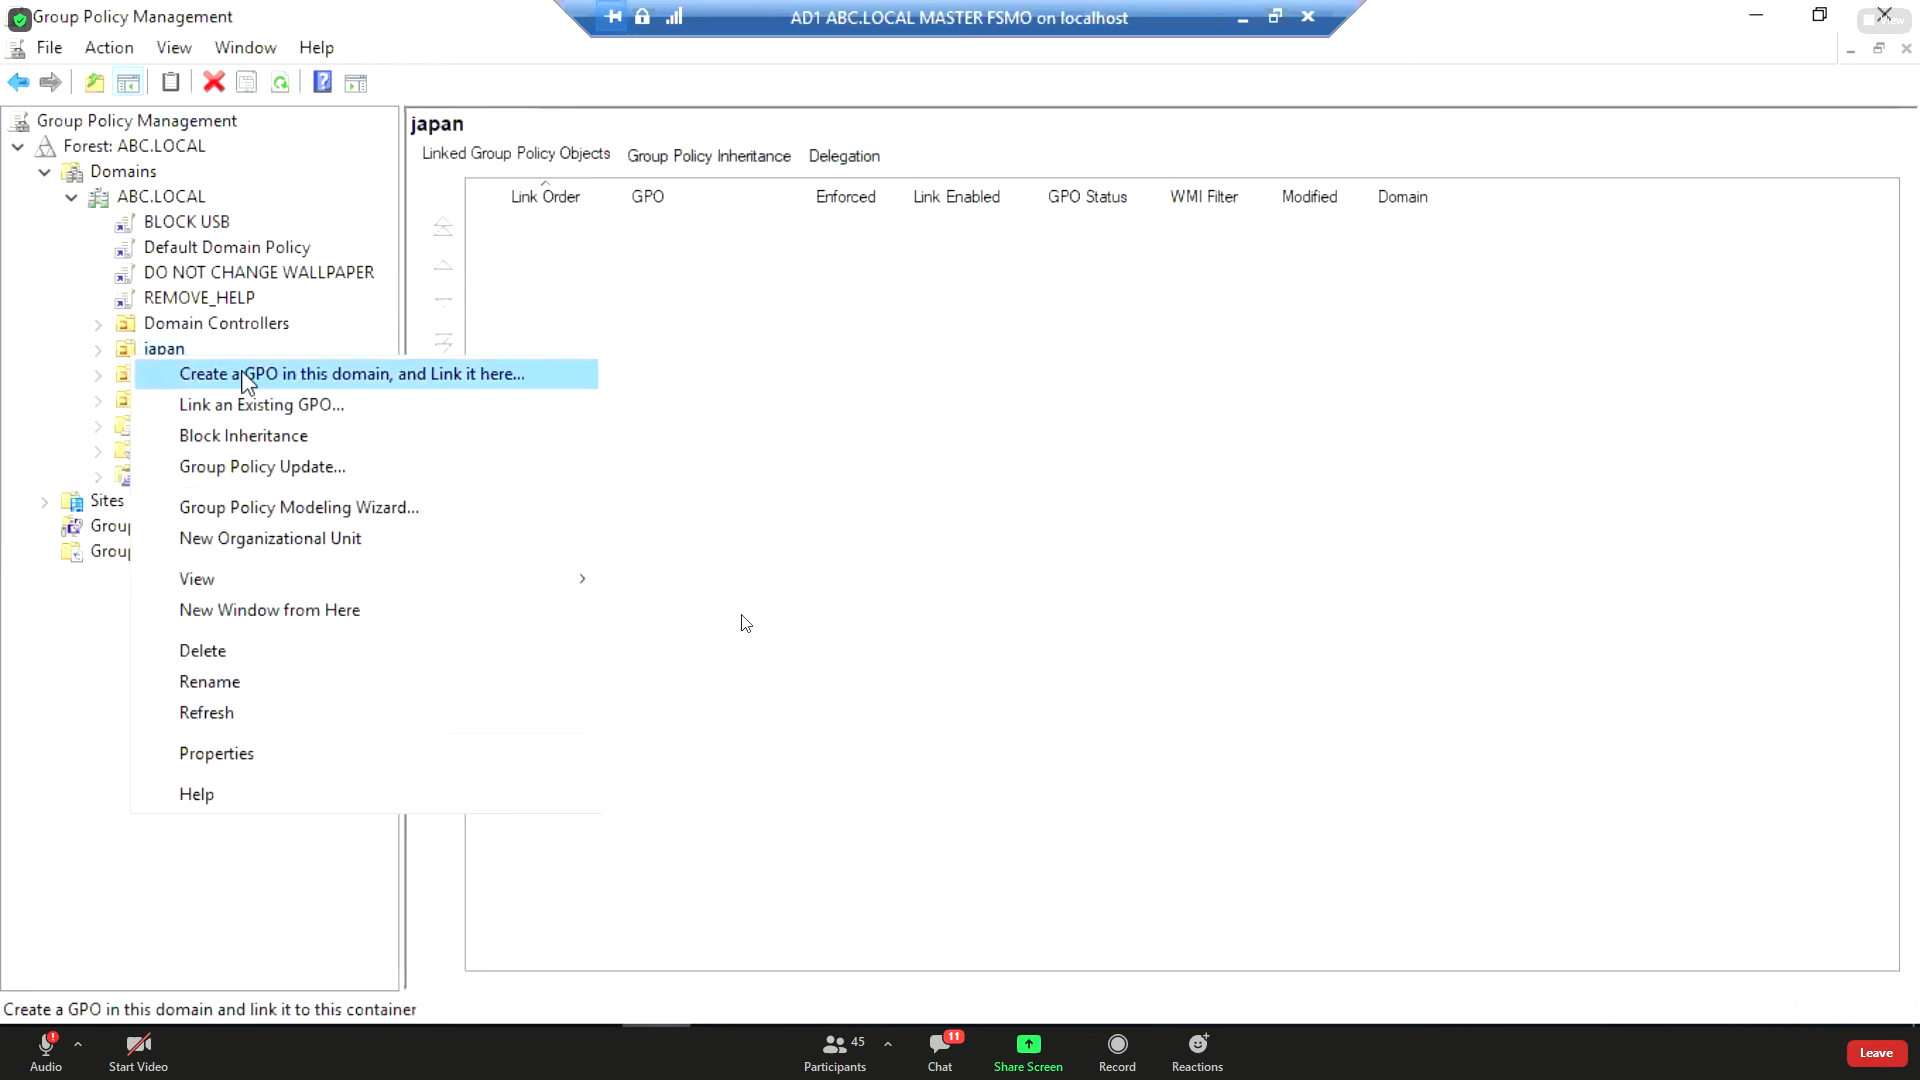 Group Policy Management
AD1 ABC.LOCAL MASTER FSMO on localhost
View
File Action View Window Help
Group Policy Management
Forest: ABC.LOCAL
Domains
ABC.LOCAL
BLOCK USB
Default Domain Policy
DO NOT CHANGE WALLPAPER
REMOVE_HELP
Domain Controllers
japan
Sites
Group
Group
Create a GPO in this domain, and Link it here...
Link an Existing GPO...
Block Inheritance
Group Policy Update...
Group Policy Modeling Wizard...
New Organizational Unit
View
New Window from Here
Delete
Rename
Refresh
Properties
Help
japan
Linked Group Policy Objects Group Policy Inheritance Delegation
Link Order GPO Enforced Link Enabled GPO Status WMI Filter Modified Domain
Create a GPO in this domain and link it to this container
45
11
Audio Start Video Participants Chat Share Screen Record Reactions Leave